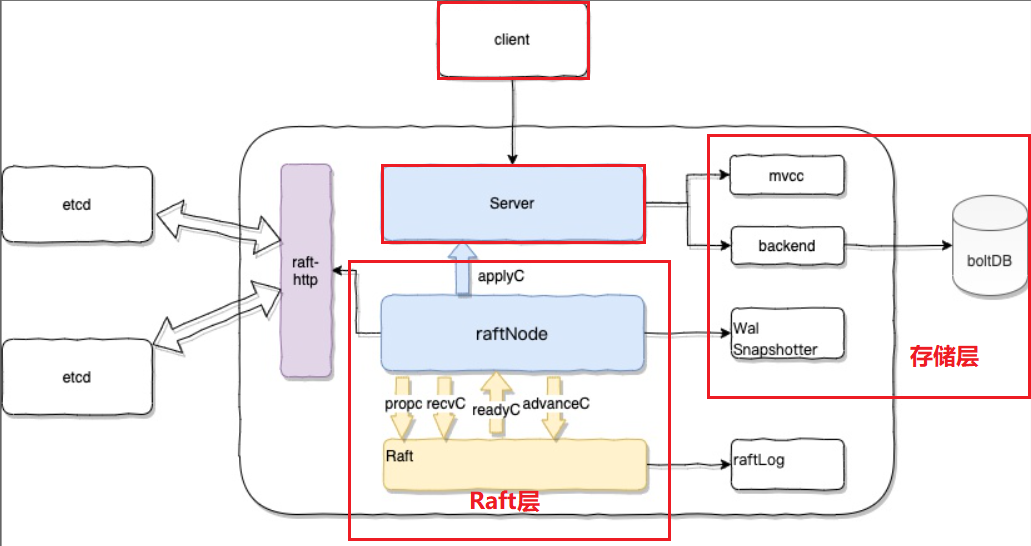 client
etcd
raft-
http
Server
mvcc
backend
boltDB
applyC
raftNode
Wal
Snapshotter
存储层
etcd
propc
recvC
readyC
advanceC
Raft
raftLog
Raft层